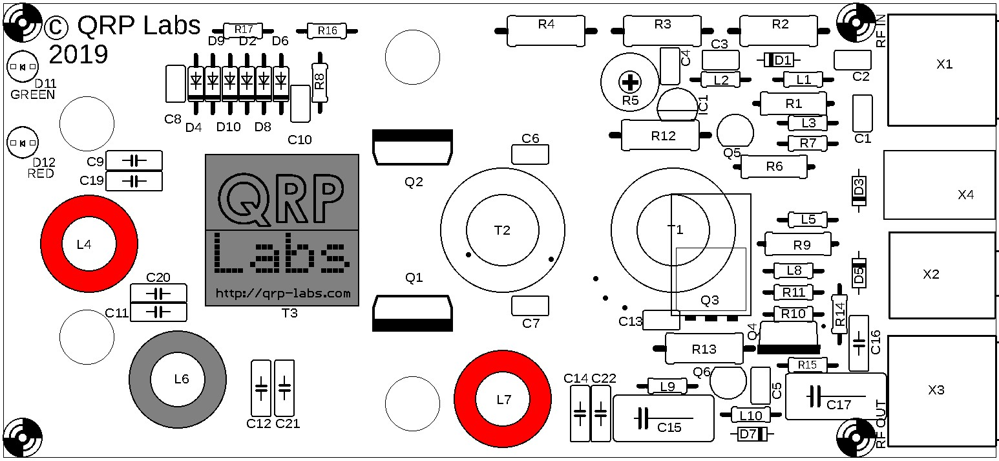 © QRP Labs
2019
R17
R16
R4
R3
R2
RF IN
D9
D2
D6
C3
C4
D1
X1
D11
GREEN
R8
L2
L1
C2
R5
IC1
R1
C8
D4
D10
D8
L3
C10
R12
C6
C1
R7
Q5
D12
RED
C9
C19
R6
Q2
D3
X4
QRP
Labs
http://qrp-labs.com
T3
L4
T2
T1
L5
R9
L8
D5
X2
C20
Q1
R11
Q3
C11
R10
R14
C13
C7
Q4
C16
R13
R15
L6
Q6
C14
C22
L9
C5
X3
L7
C17
C12
C21
L10
C15
D7
RF OUT